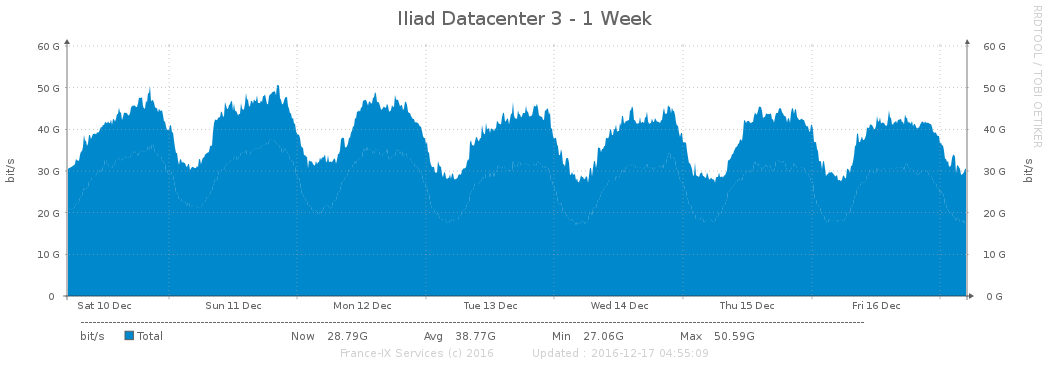 Iliad Datacenter 3 - 1 Week
RRDTOOL / TOBI OETIKER
60 G 60 G
50 G 50 G
40 G 40 G
30 G 30 G
20 G 20 G
10 G 10 G
0 0 G
bit/s bit/s
Sat 10 Dec Sun 11 Dec Mon 12 Dec Tue 13 Dec Wed 14 Dec Thu 15 Dec Fri 16 Dec
bit/s Total Now 28.79G Avg 38.77G Min 27.06G Max 50.59G
France-IX Services (c) 2016 Updated : 2016-12-17 04:55:09